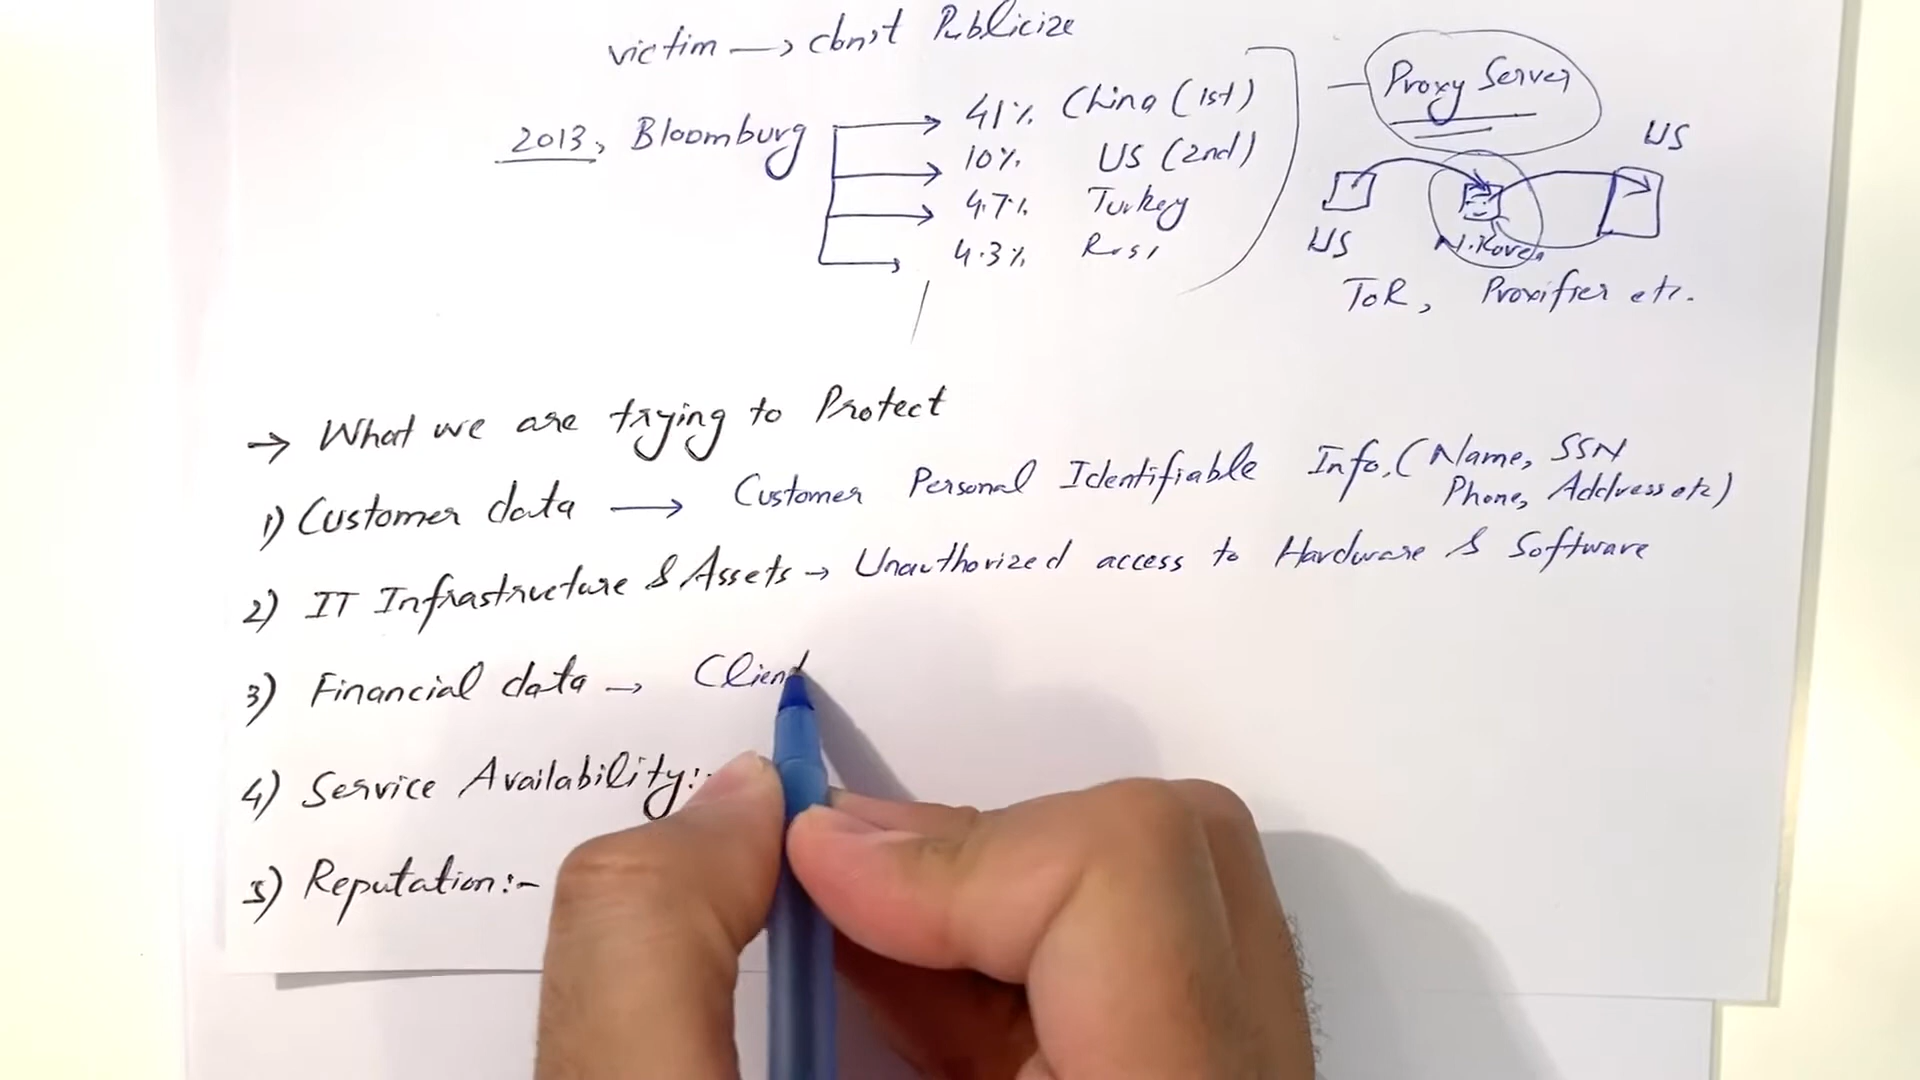 victim → don't Publicize
2013, Bloomburg
41% China (1st)
10% US (2nd)
4.7% Turkey
4.3%
Proxy Server
US
US
N.Korea
ToR, Proxifier etc.
→ What we are trying to Protect
1) Customer data → Customer Personal Identifiable Info. (Name, SSN
Phone, Address etc)
2) IT Infrastructure & Assets → Unauthorized access to Hardware & Software
3) Financial data → Client
4) Service Availability:-
5) Reputation:-